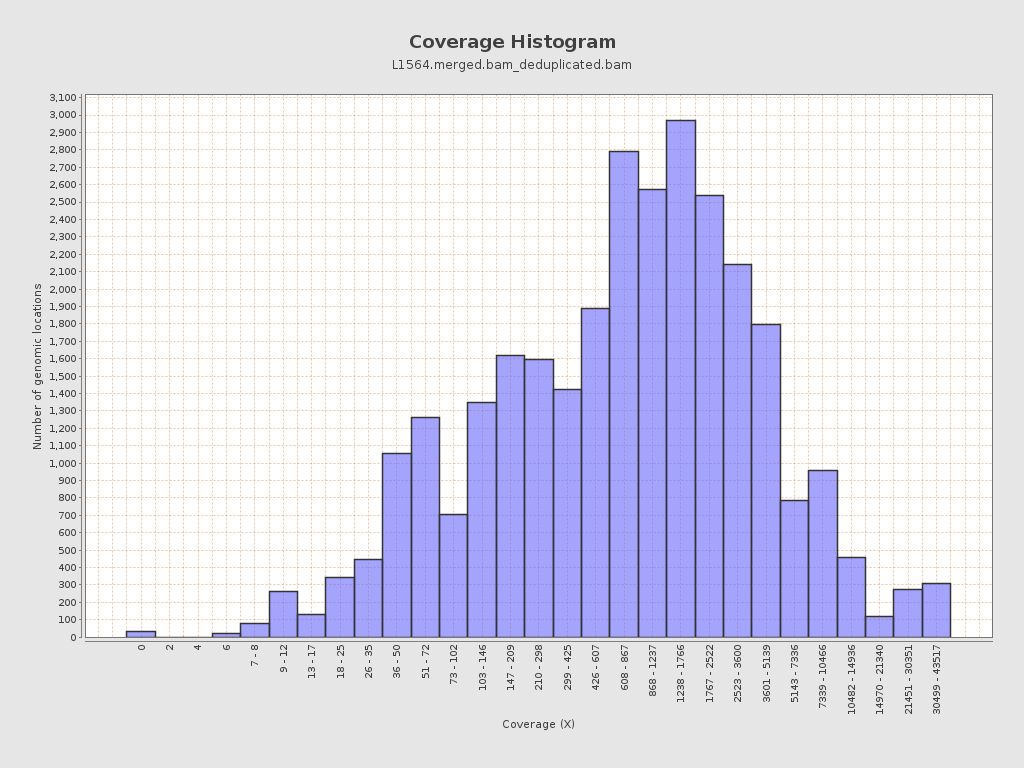 Coverage Histogram
L1564.merged.bam_deduplicated.bam
Number of genomic locations
3,100
3,000
2,900
2,800
2,700
2,600
2,500
2,400
2,300
2,200
2,100
2,000
1,900
1,800
1,700
1,600
1,500
1,400
1,300
1,200
1,100
1,000
900
800
700
600
500
400
300
200
100
0
0
2
4
6
7 - 8
9 - 12
13 - 17
18 - 25
26 - 35
36 - 50
51 - 72
73 - 102
103 - 146
147 - 209
210 - 298
299 - 425
426 - 607
608 - 867
868 - 1237
1238 - 1766
1767 - 2522
2523 - 3600
3601 - 5139
5143 - 7336
7339 - 10466
10482 - 14936
14970 - 21340
21451 - 30351
30499 - 43517
Coverage (X)